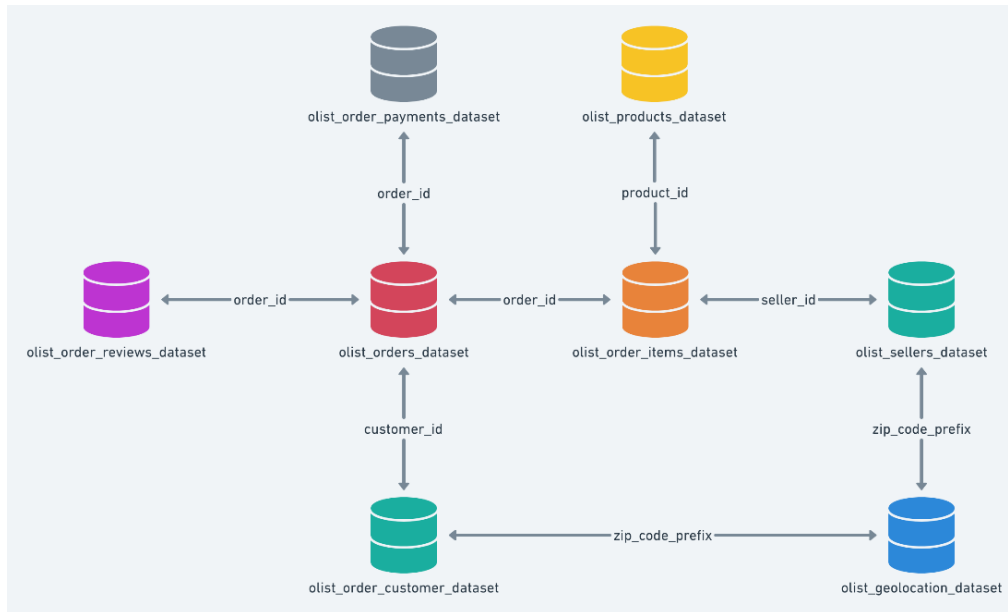 olist_order_payments_dataset
olist_products_dataset
order_id
product_id
order_id
order_id
seller_id
olist_order_reviews_dataset
olist_orders_dataset
olist_order_items_dataset
olist_sellers_dataset
customer_id
zip_code_prefix
zip_code_prefix
olist_order_customer_dataset
olist_geolocation_dataset